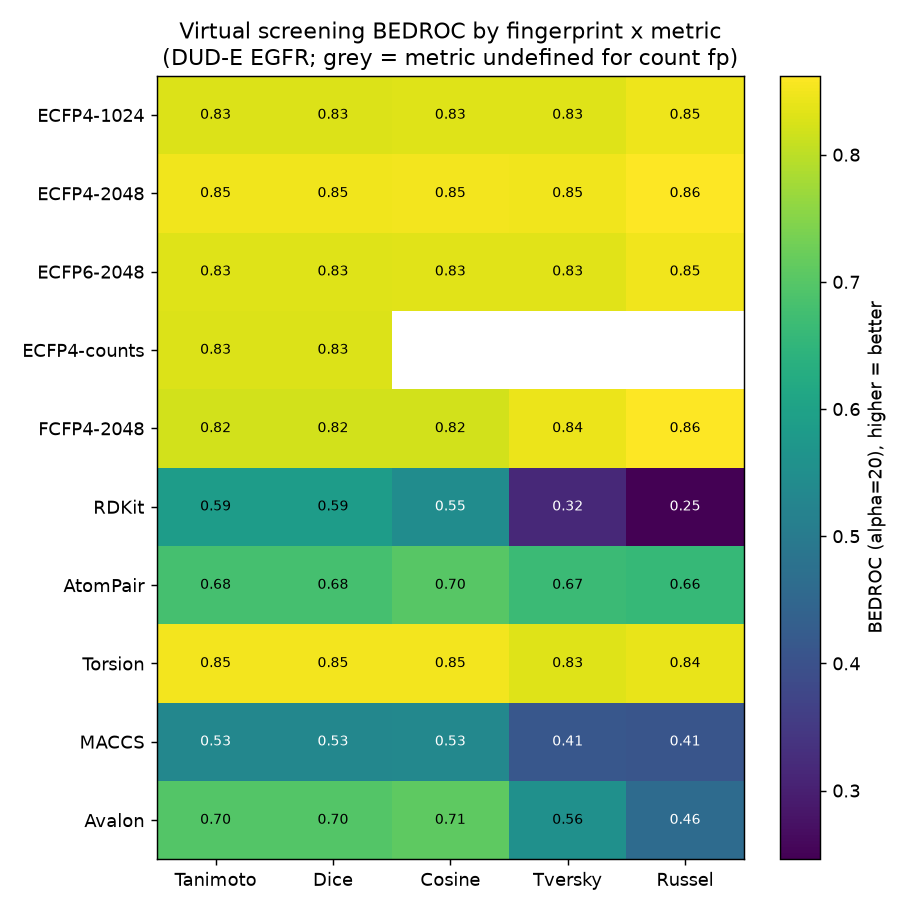 Virtual screening BEDROC by fingerprint x metric
(DUD-E EGFR; grey = metric undefined for count fp)
ECFP4-1024 0.83 0.83 0.83 0.83 0.85
ECFP4-2048 0.85 0.85 0.85 0.85 0.86
ECFP6-2048 0.83 0.83 0.83 0.83 0.85
ECFP4-counts 0.83 0.83
FCFP4-2048 0.82 0.82 0.82 0.84 0.86
RDKit 0.59 0.59 0.55 0.32 0.25
AtomPair 0.68 0.68 0.70 0.67 0.66
Torsion 0.85 0.85 0.85 0.83 0.84
MACCS 0.53 0.53 0.53 0.41 0.41
Avalon 0.70 0.70 0.71 0.56 0.46
Tanimoto Dice Cosine Tversky Russel
0.8
0.7
0.6
0.5
0.4
0.3
BEDROC (alpha=20), higher = better